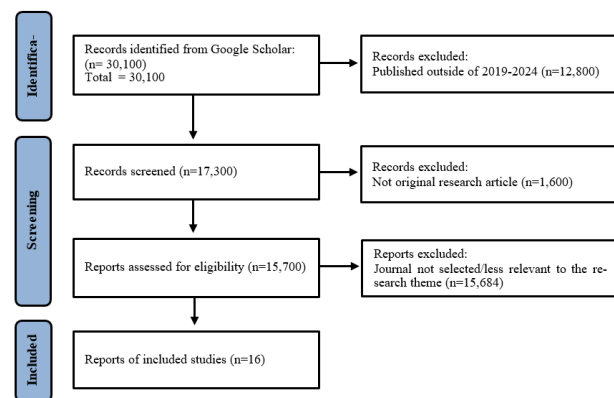 Identifica-
Records identified from Google Scholar:
(n= 30,100)
Total = 30,100
Records excluded:
Published outside of 2019-2024 (n=12,800)
Screening
Records screened (n=17,300)
Records excluded:
Not original research article (n=1,600)
Reports assessed for eligibility (n=15,700)
Reports excluded:
Journal not selected/less relevant to the re-
search theme (n=15,684)
Included
Reports of included studies (n=16)